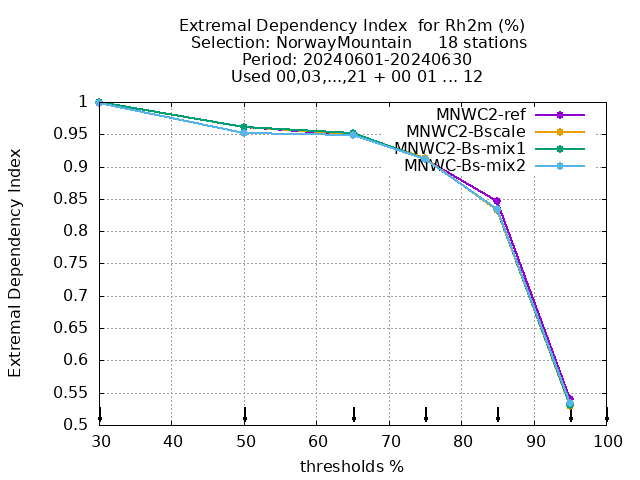 Extremal Dependency Index  for Rh2m (%)
Selection: NorwayMountain     18 stations
Period: 20240601-20240630
Used 00,03,...,21 + 00 01 ... 12
MNWC2-ref
MNWC2-Bscale
MNWC2-Bs-mix1
MNWC-Bs-mix2
Extremal Dependency Index
1
0.95
0.9
0.85
0.8
0.75
0.7
0.65
0.6
0.55
0.5
30 40 50 60 70 80 90 100
thresholds %